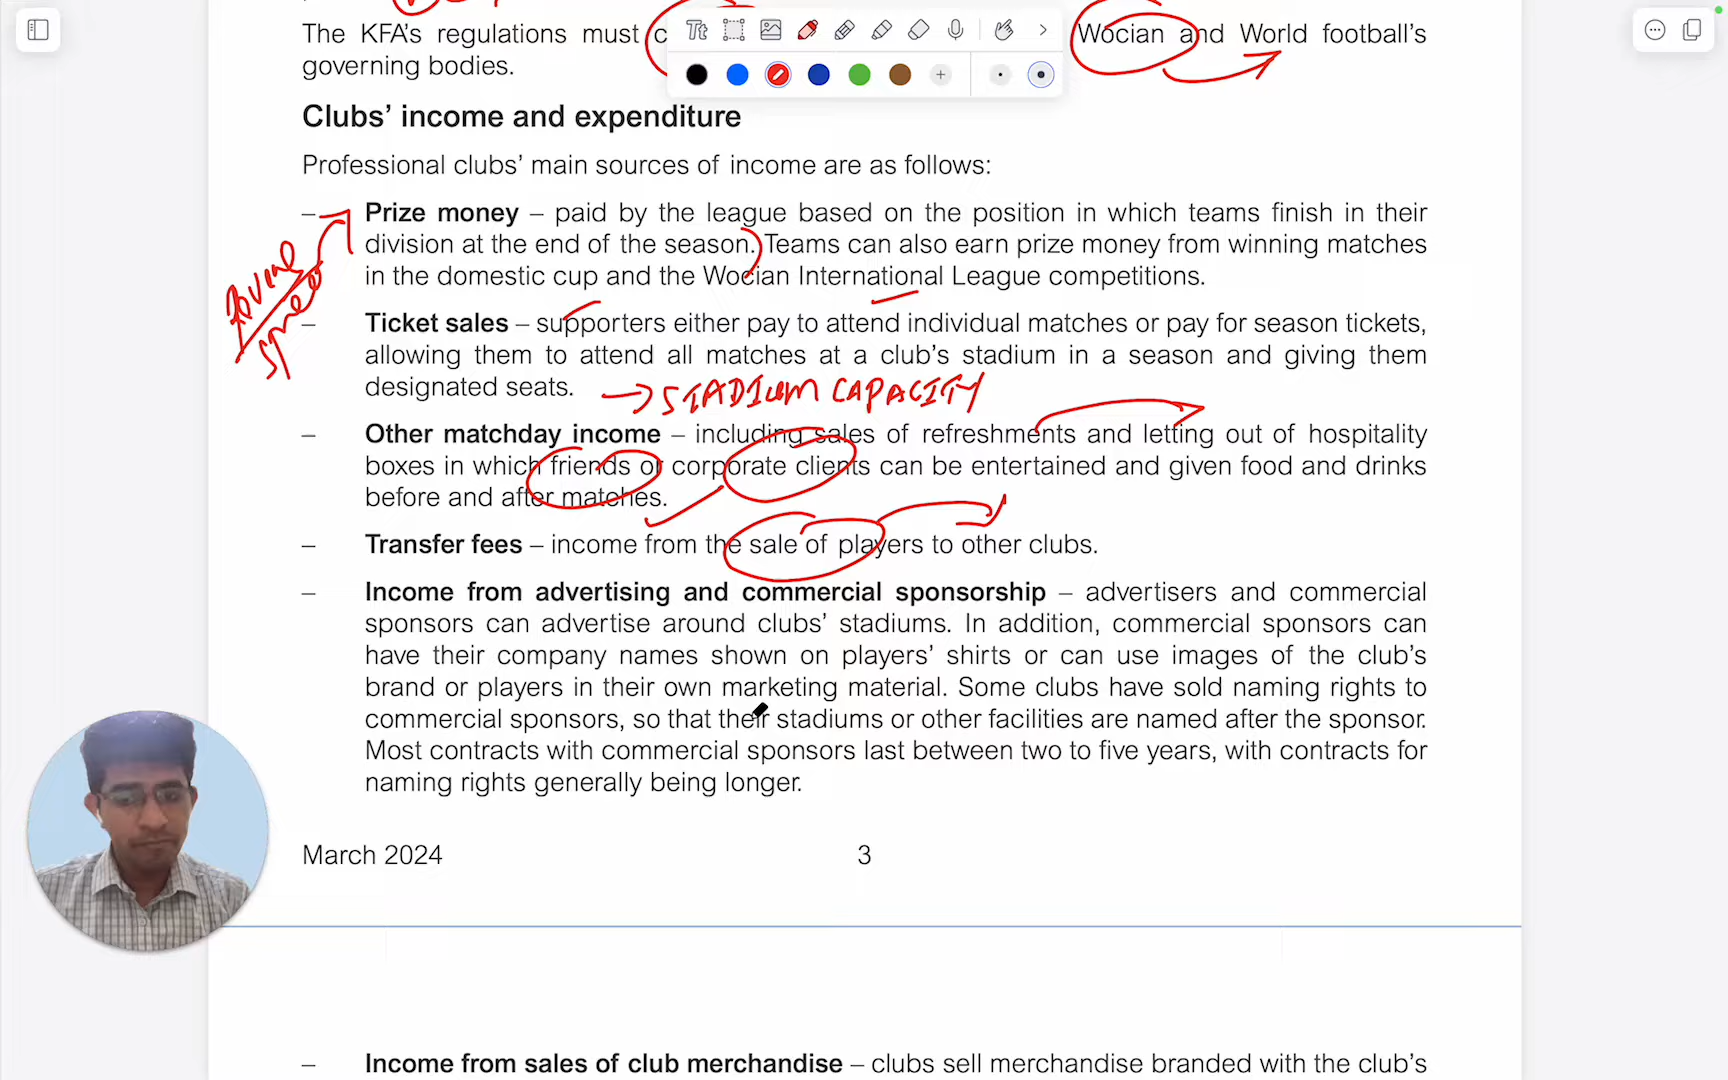 The KFA's regulations must c
Wocian and World football's
governing bodies.
Tt
Clubs' income and expenditure
Professional clubs' main sources of income are as follows:
– Prize money – paid by the league based on the position in which teams finish in their
division at the end of the season. Teams can also earn prize money from winning matches
in the domestic cup and the Wocian International League competitions.
– Ticket sales – supporters either pay to attend individual matches or pay for season tickets,
allowing them to attend all matches at a club's stadium in a season and giving them
designated seats.
→ STADIUM CAPACITY
– Other matchday income – including sales of refreshments and letting out of hospitality
boxes in which friends or corporate clients can be entertained and given food and drinks
before and after matches.
– Transfer fees – income from the sale of players to other clubs.
– Income from advertising and commercial sponsorship – advertisers and commercial
sponsors can advertise around clubs' stadiums. In addition, commercial sponsors can
have their company names shown on players' shirts or can use images of the club's
brand or players in their own marketing material. Some clubs have sold naming rights to
commercial sponsors, so that their stadiums or other facilities are named after the sponsor.
Most contracts with commercial sponsors last between two to five years, with contracts for
naming rights generally being longer.
March 2024
3
– Income from sales of club merchandise – clubs sell merchandise branded with the club's